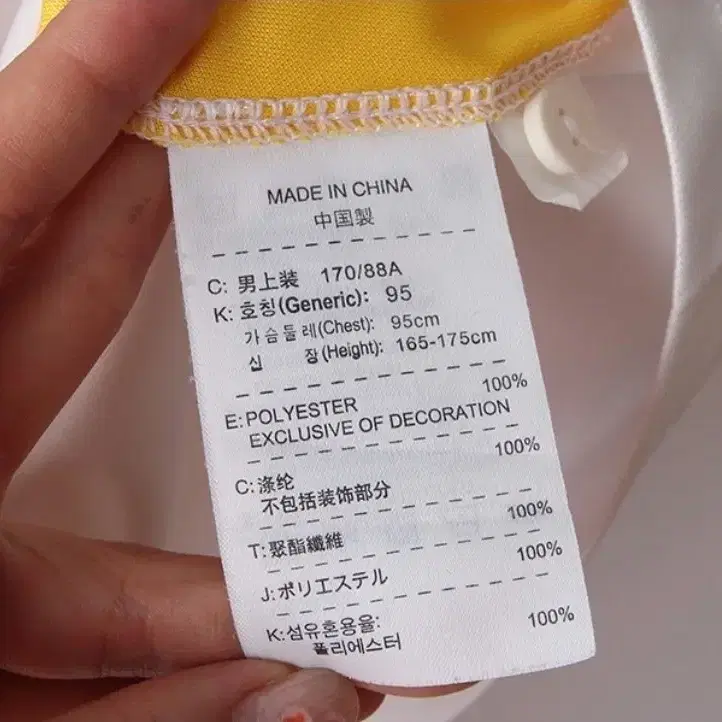 MADE IN CHINA
中国製
C: 男上装 170/88A
K: 호칭(Generic): 95
가슴둘레(Chest): 95cm
신 장(Height): 165-175cm
E: POLYESTER 100%
EXCLUSIVE OF DECORATION
C: 涤纶 100%
不包括装饰部分
T: 聚酯纖維 100%
J: ポリエステル 100%
K: 섬유혼용율: 100%
폴리에스터